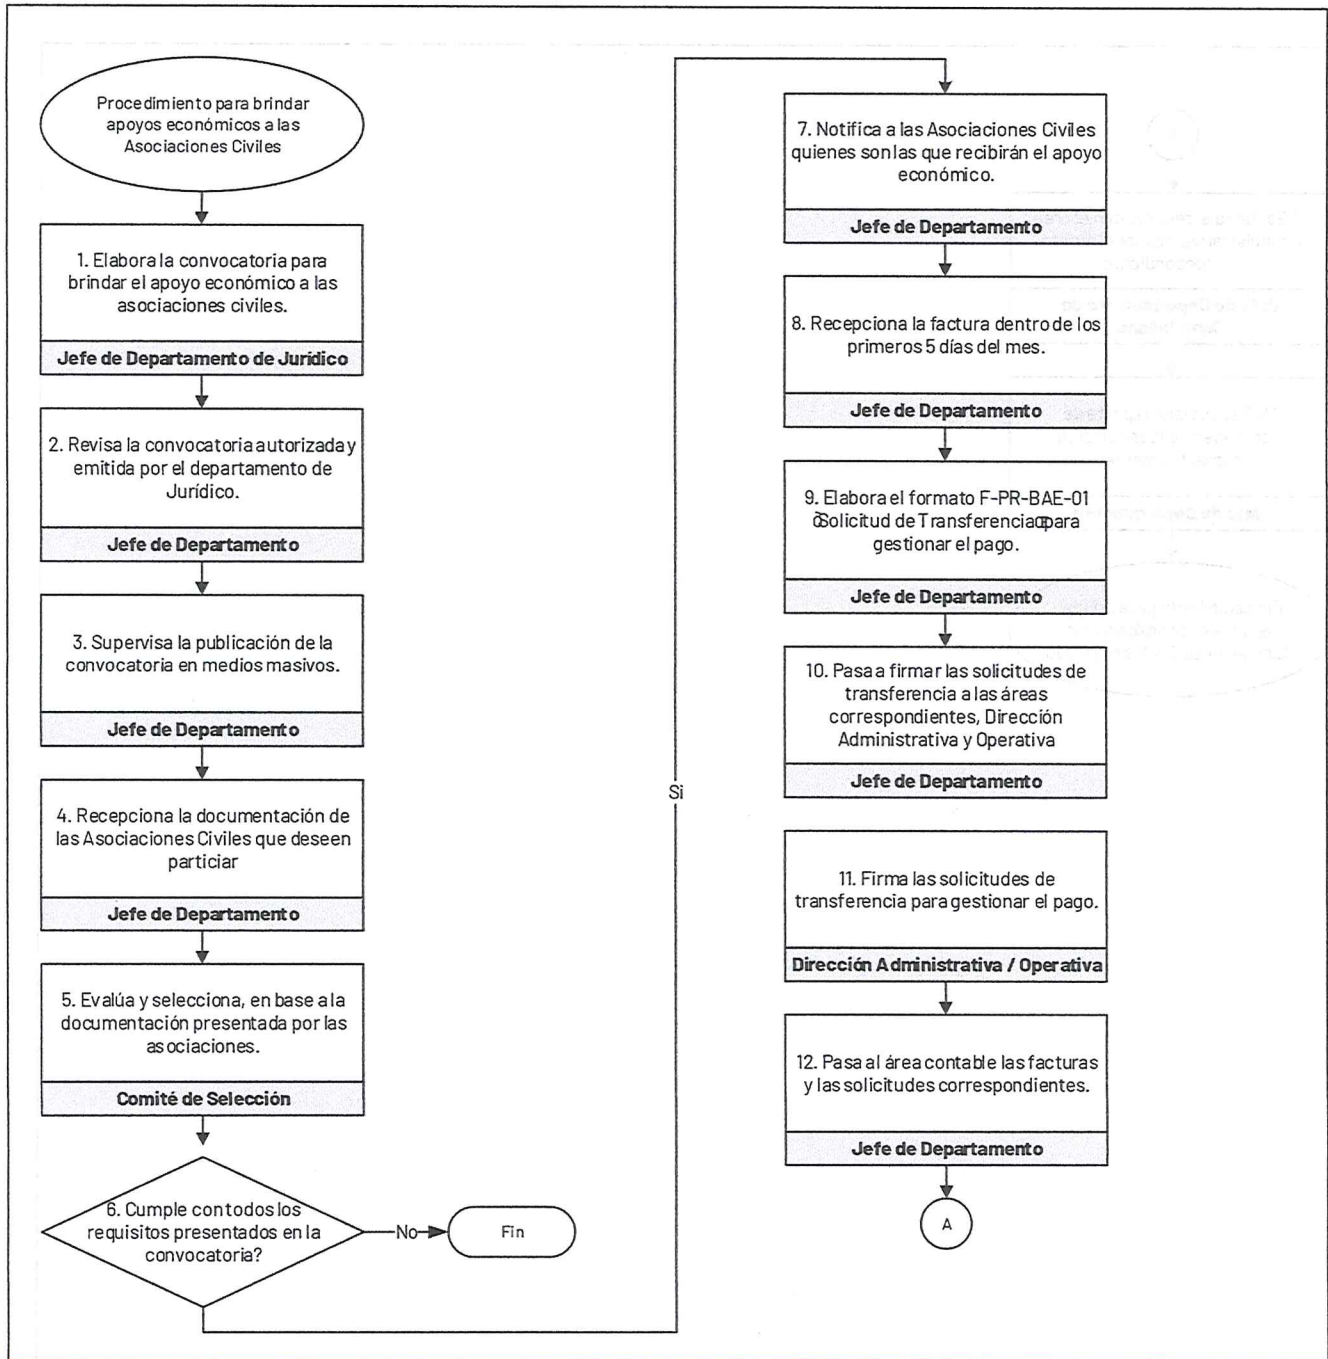 Procedimiento para brindar
apoyos económicos a las
Asociaciones Civiles
1. Elabora la convocatoria para
brindar el apoyo económico a las
asociaciones civiles.
Jefe de Departamento de Jurídico
2. Revisa la convocatoria autorizada y
emitida por el departamento de
Jurídico.
Jefe de Departamento
3. Supervisa la publicación de la
convocatoria en medios masivos.
Jefe de Departamento
4. Recepciona la documentación de
las Asociaciones Civiles que deseen
particiar
Jefe de Departamento
5. Evalúa y selecciona, en base a la
documentación presentada por las
asociaciones.
Comité de Selección
6. Cumple con todos los
requisitos presentados en la
convocatoria?
No
Fin
Si
7. Notifica a las Asociaciones Civiles
quienes son las que recibirán el apoyo
económico.
Jefe de Departamento
8. Recepciona la factura dentro de los
primeros 5 días del mes.
Jefe de Departamento
9. Elabora el formato F-PR-BAE-01
Solicitud de Transferencia para
gestionar el pago.
Jefe de Departamento
10. Pasa a firmar las solicitudes de
transferencia a las áreas
correspondientes, Dirección
Administrativa y Operativa
Jefe de Departamento
11. Firma las solicitudes de
transferencia para gestionar el pago.
Dirección Administrativa / Operativa
12. Pasa al área contable las facturas
y las solicitudes correspondientes.
Jefe de Departamento
A